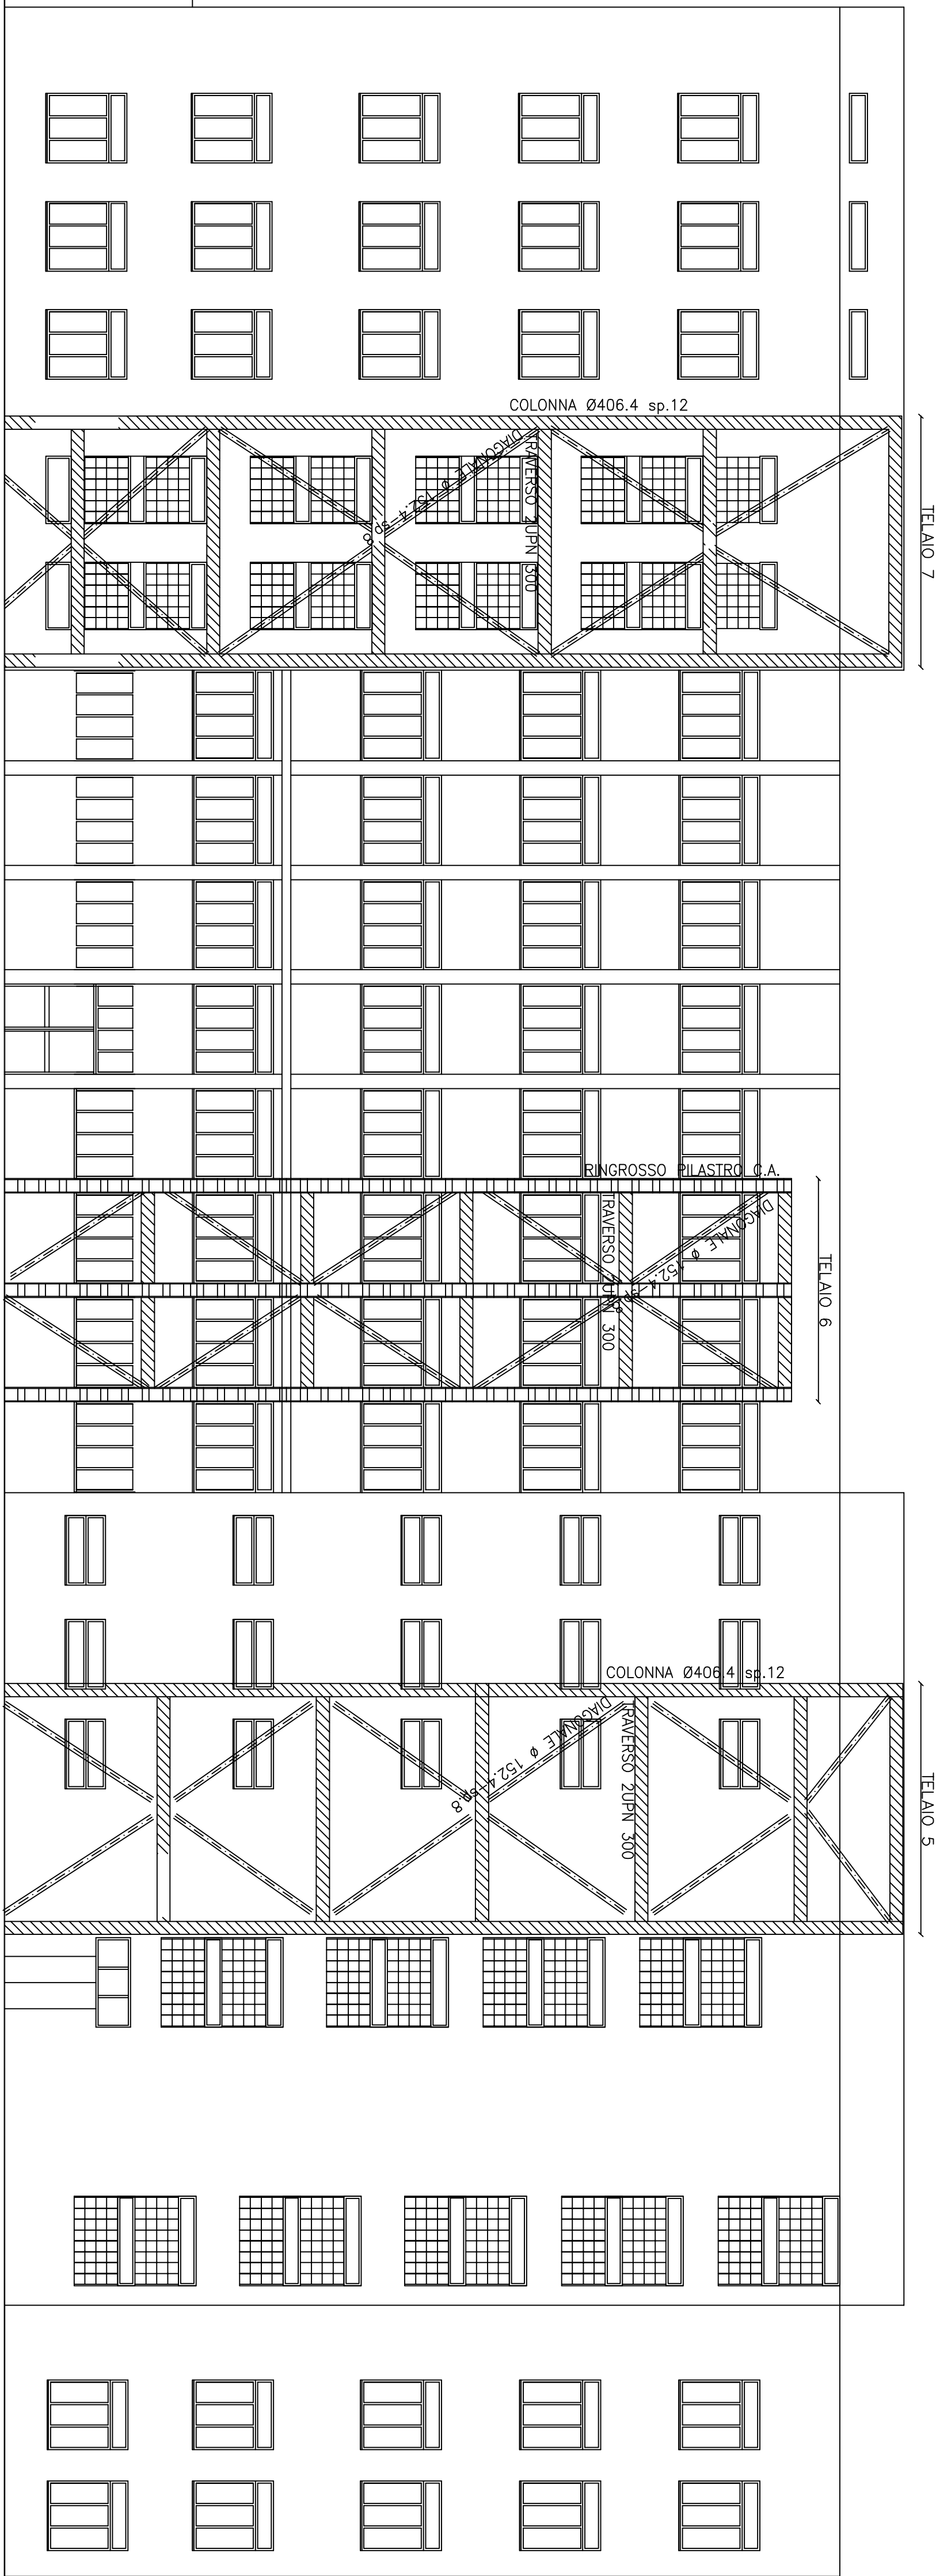 COLONNA Ø406.4 sp.12
DIAGONALE ø 152.4-sp.8
TRAVERSO 2UPN 300
TELAIO 7
RINGROSSO PILASTRO C.A.
DIAGONALE ø 152.4-sp.8
TRAVERSO 2UPN 300
TELAIO 6
COLONNA Ø406.4 sp.12
DIAGONALE ø 152.4-sp.8
TRAVERSO 2UPN 300
TELAIO 5